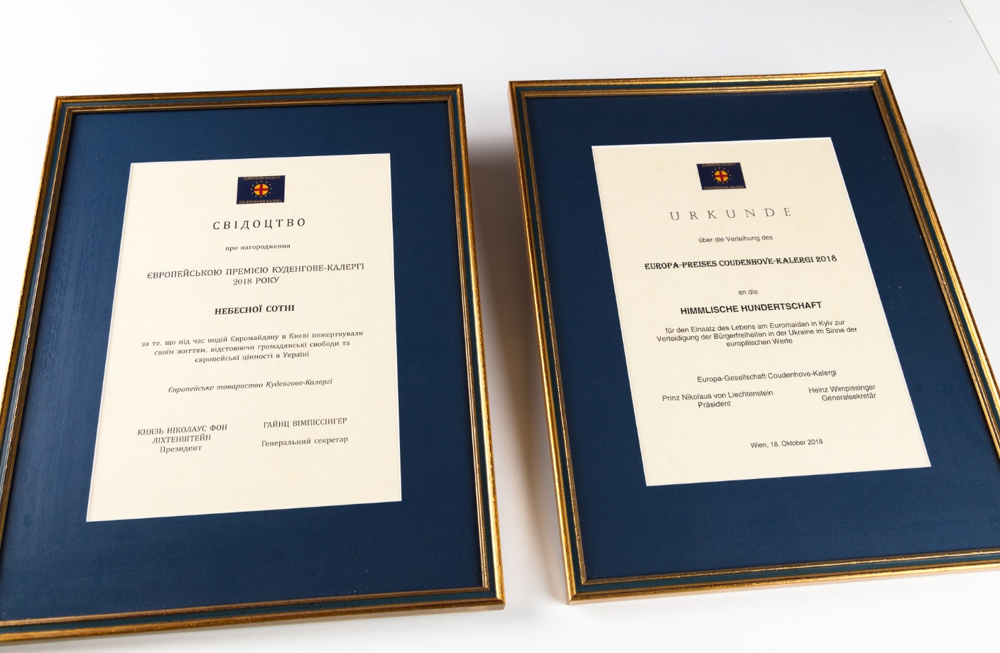 EUROPEAN SOCIETY
COUDENHOVE-KALERGI
СВІДОЦТВО
про нагородження
ЄВРОПЕЙСЬКОЮ ПРЕМІЄЮ КУДЕНГОВЕ-КАЛЕРГІ
2018 РОКУ
НЕБЕСНОЇ СОТНІ
за те, що під час подій Євромайдану в Києві пожертвували
своїм життям, відстоюючи громадянські свободи та
європейські цінності в Україні
Європейське товариство Куденгове-Калергі
КНЯЗЬ НІКОЛАУС ФОН
ЛІХТЕНШТЕЙН
Президент
ГАЙНЦ ВІМПІССІНГЕР
Генеральний секретар
EUROPEAN SOCIETY
COUDENHOVE-KALERGI
URKUNDE
über die Verleihung des
EUROPA-PREISES COUDENHOVE-KALERGI 2018
an die
HIMMLISCHE HUNDERTSCHAFT
für den Einsatz des Lebens am Euromaidan in Kyiv zur
Verteidigung der Bürgerfreiheiten in der Ukraine im Sinne der
europäischen Werte
Europa-Gesellschaft Coudenhove-Kalergi
Prinz Nikolaus von Liechtenstein
Präsident
Heinz Wimpissinger
Generalsekretär
Wien, 18. Oktober 2018